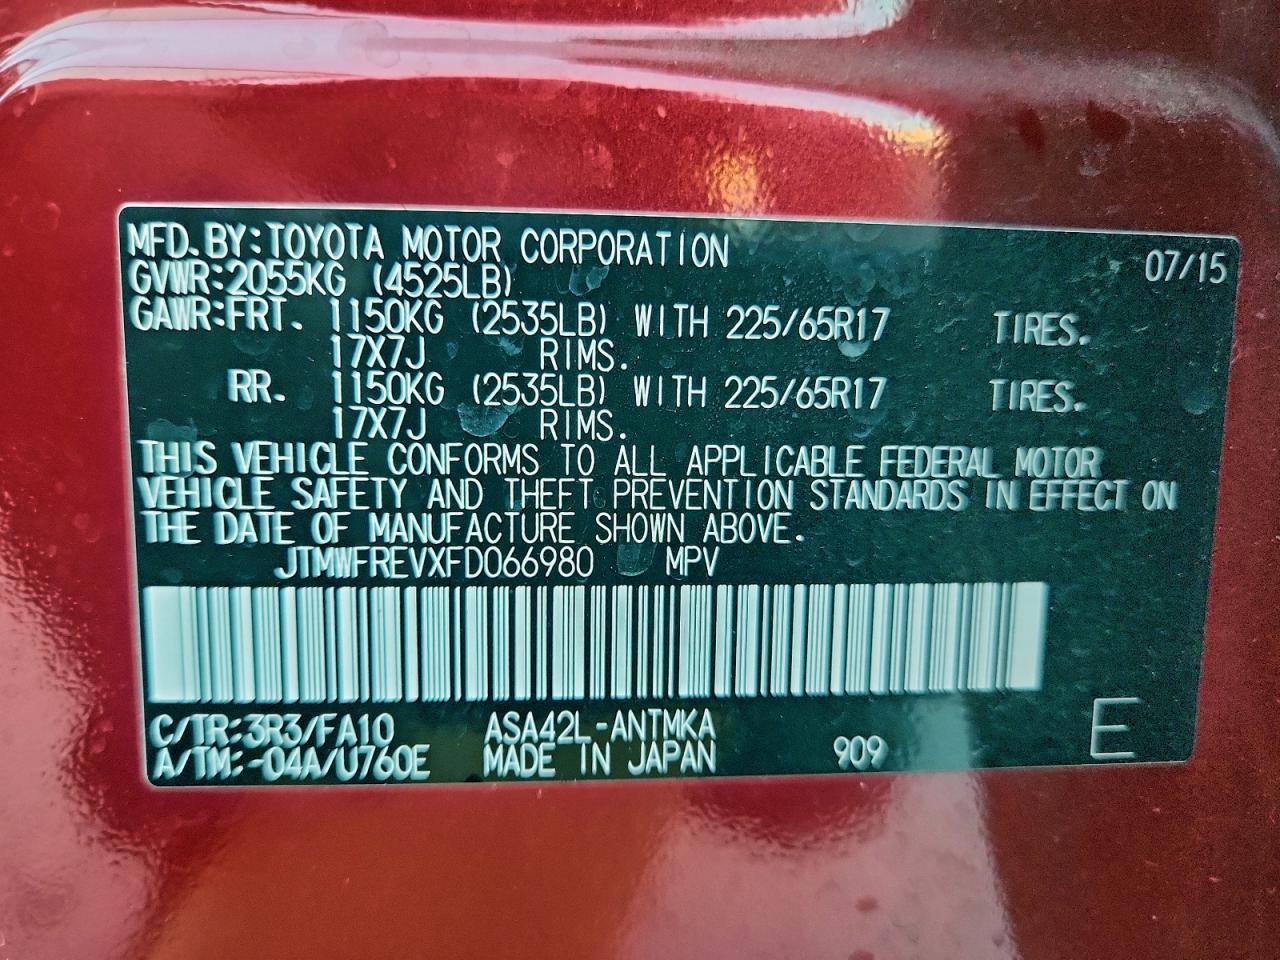 MFD.BY:TOYOTA MOTOR CORPORATION 07/15
GVWR:2055KG (4525LB)
GAWR:FRT. 1150KG (2535LB) WITH 225/65R17 TIRES.
17X7J RIMS.
RR. 1150KG (2535LB) WITH 225/65R17 TIRES.
17X7J RIMS.
THIS VEHICLE CONFORMS TO ALL APPLICABLE FEDERAL MOTOR
VEHICLE SAFETY AND THEFT PREVENTION STANDARDS IN EFFECT ON
THE DATE OF MANUFACTURE SHOWN ABOVE.
JTMWFREVXFD066980 MPV
C/TR:3R3/FA10 ASA42L-ANTMKA
A/TM:-04A/U760E MADE IN JAPAN 909 E